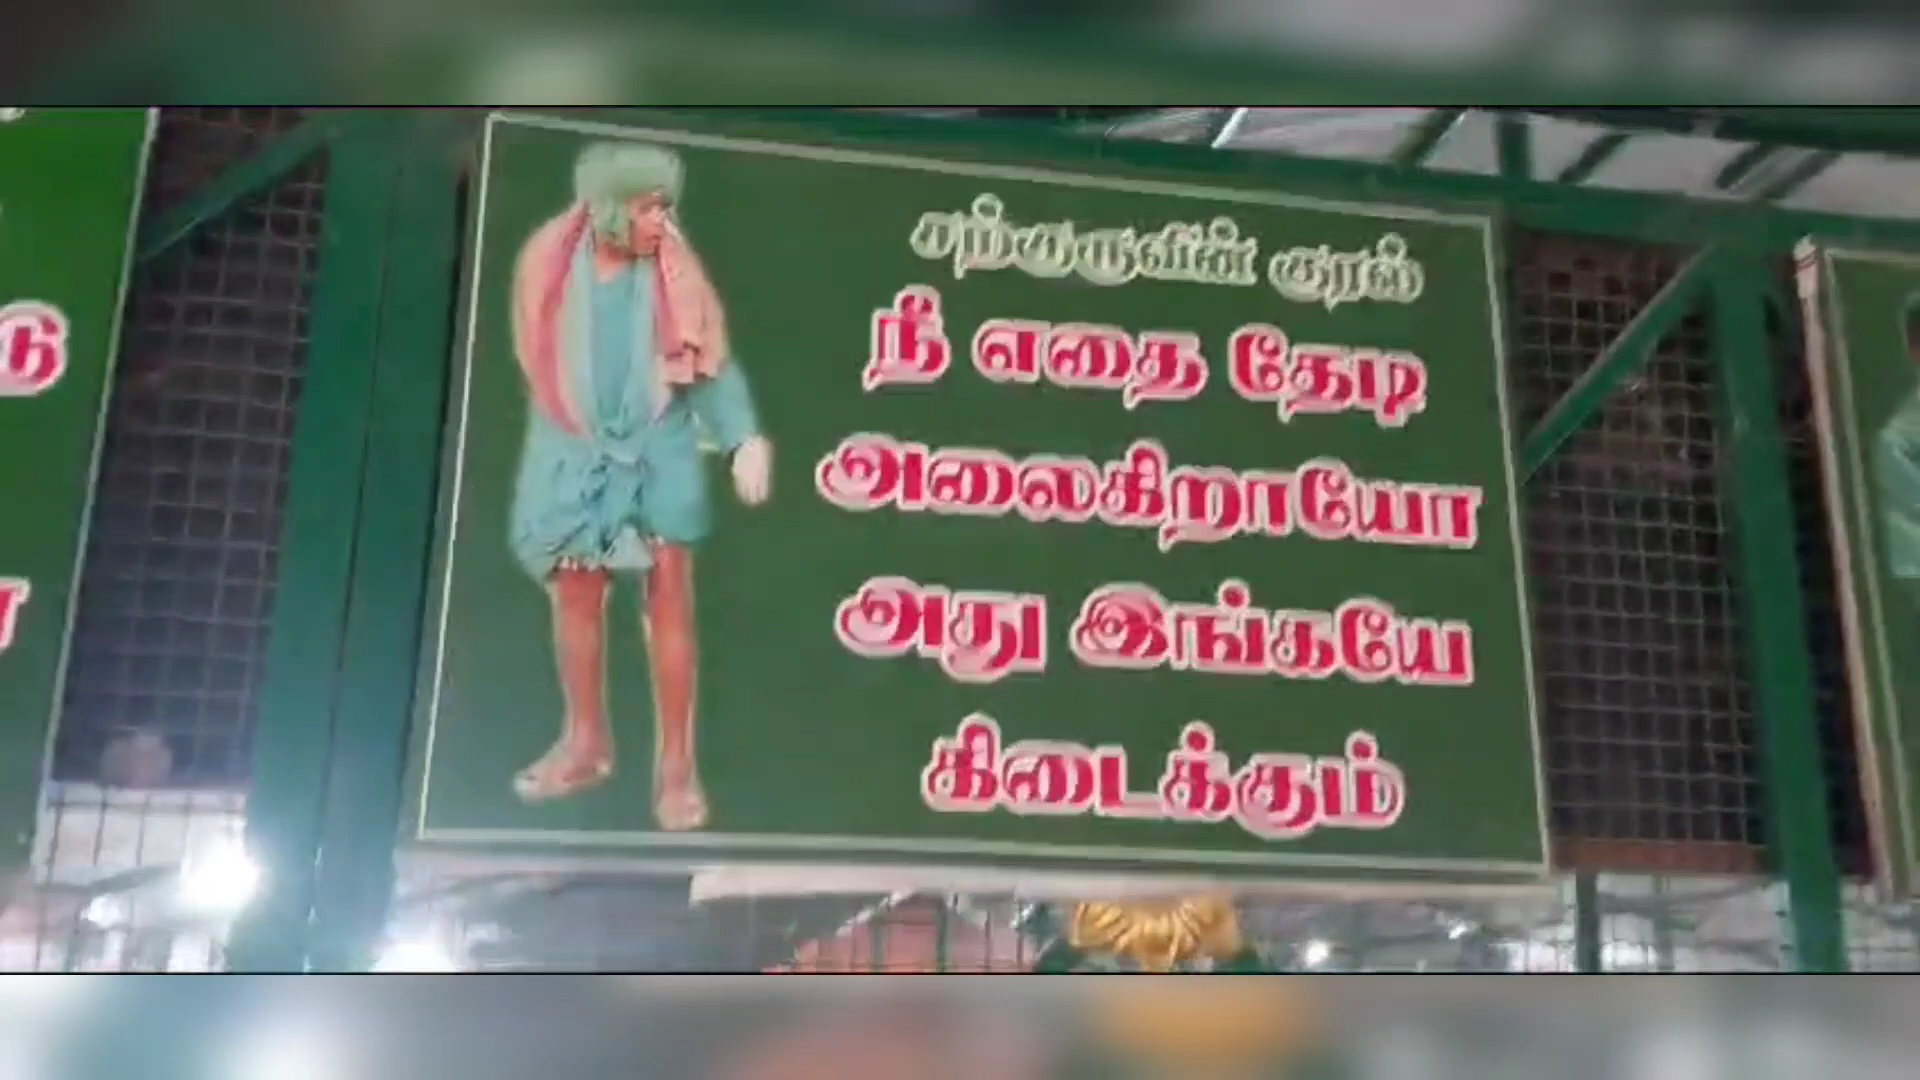 சற்குருவின் குரல்
நீ எதை தேடி
அலைகிறாயோ
அது இங்கயே
கிடைக்கும்